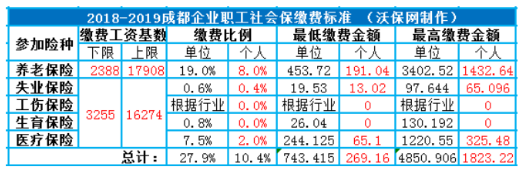 2018-2019成都企业职工社会保缴费标准 （沃保网制作）
参加险种 缴费工资基数 缴费比例 最低缴费金额 最高缴费金额
下限 上限 单位 个人 单位 个人 单位 个人
养老保险 2388 17908 19.0% 8.0% 453.72 191.04 3402.52 1432.64
失业保险 3255 16274 0.6% 0.4% 19.53 13.02 97.644 65.096
工伤保险 根据行业 0.0% 根据行业 0 根据行业 0
生育保险 0.8% 0.0% 26.04 0 130.192 0
医疗保险 7.5% 2.0% 244.125 65.1 1220.55 325.48
总计： 27.9% 10.4% 743.415 269.16 4850.906 1823.22